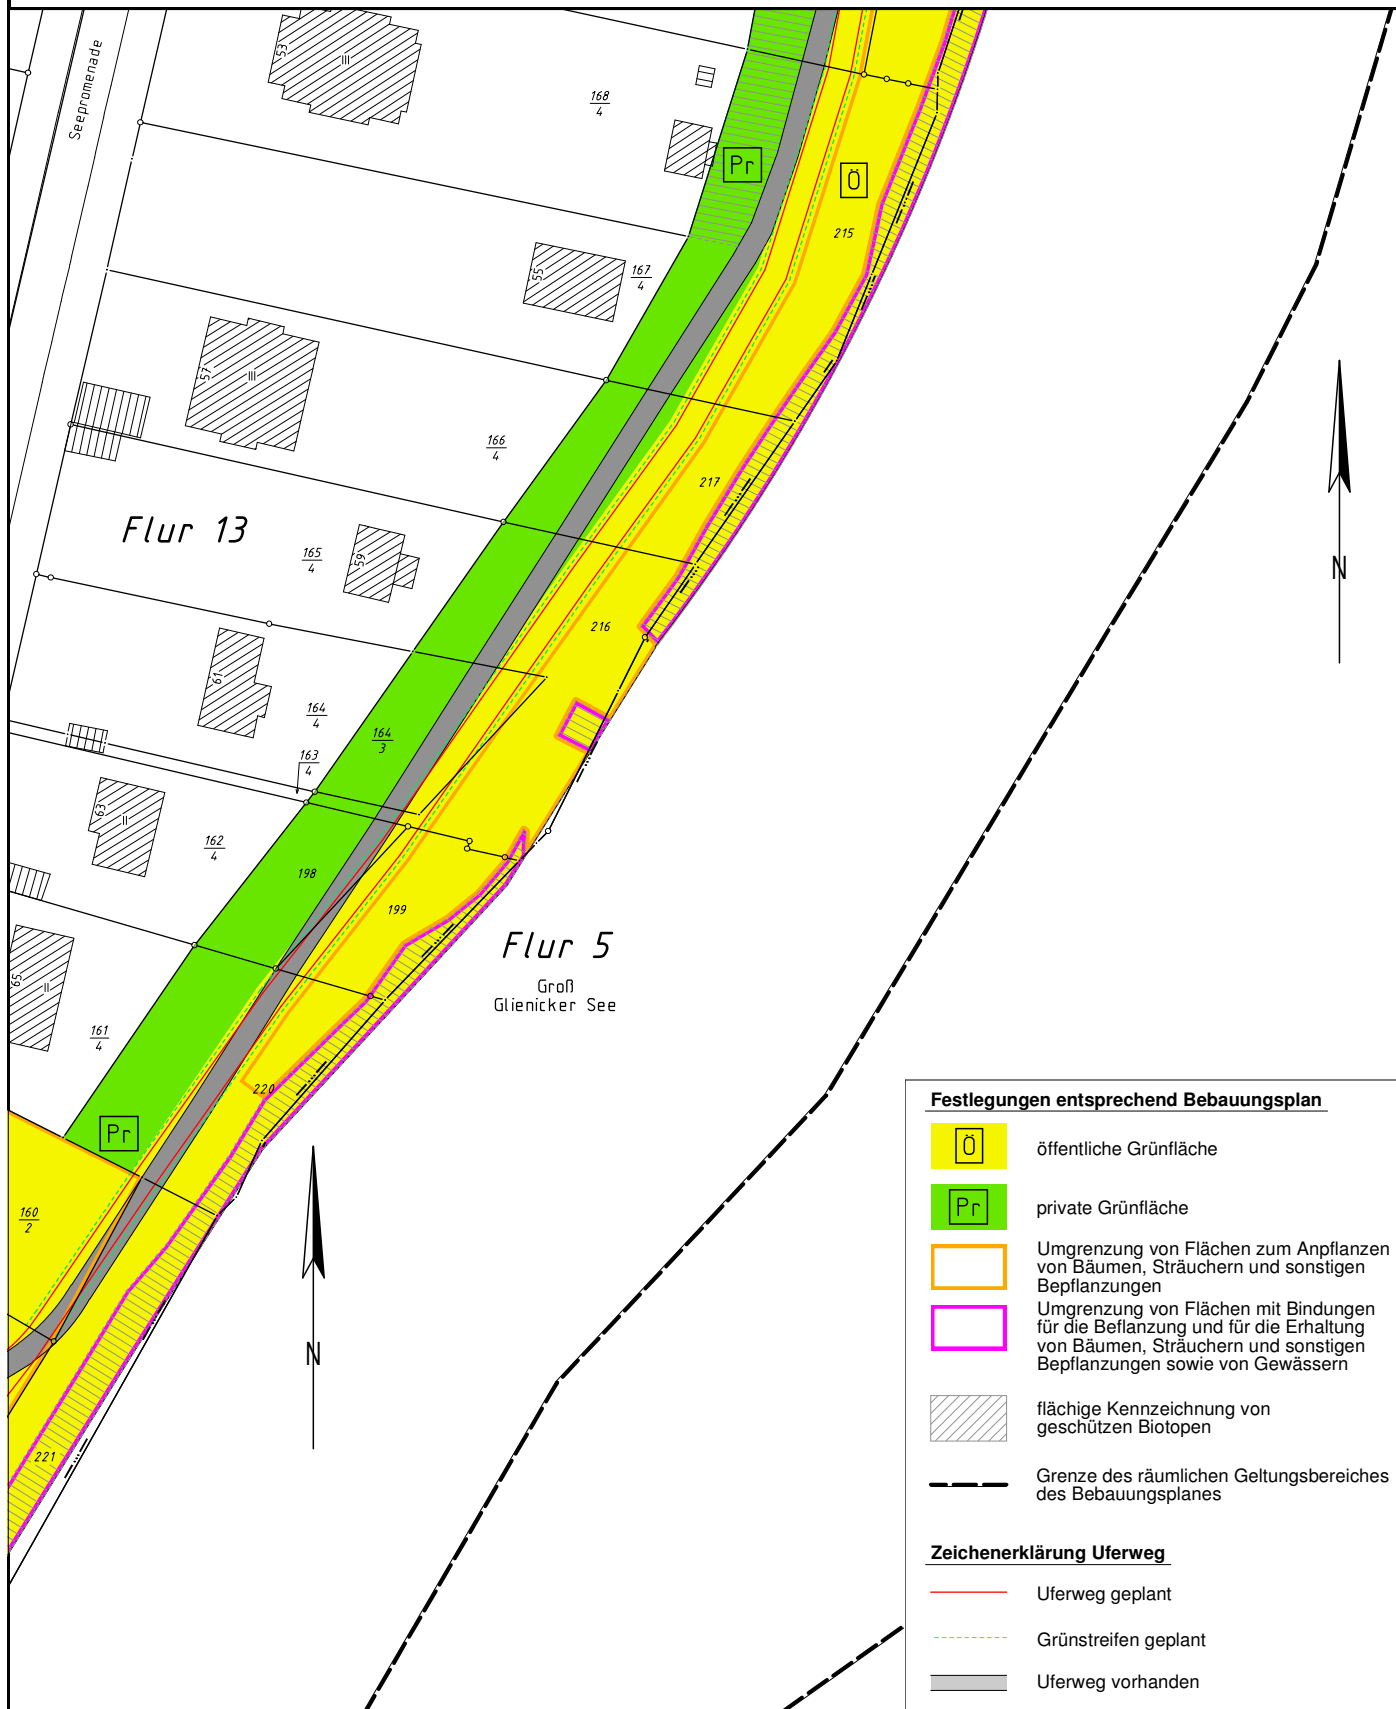 Seepromenade
53
III
168
4
Pr
Ö
215
55
167
4
57
III
166
4
217
Flur 13
165
4
59
N
216
61
164
4
164
3
163
4
63
II
162
4
198
199
Flur 5
Groß
Glienicker See
65
II
161
4
220
Pr
160
2
N
221
Festlegungen entsprechend Bebauungsplan
Ö öffentliche Grünfläche
Pr private Grünfläche
Umgrenzung von Flächen zum Anpflanzen
von Bäumen, Sträuchern und sonstigen
Bepflanzungen
Umgrenzung von Flächen mit Bindungen
für die Beflanzung und für die Erhaltung
von Bäumen, Sträuchern und sonstigen
Bepflanzungen sowie von Gewässern
flächige Kennzeichnung von
geschützen Biotopen
Grenze des räumlichen Geltungsbereiches
des Bebauungsplanes
Zeichenerklärung Uferweg
Uferweg geplant
Grünstreifen geplant
Uferweg vorhanden